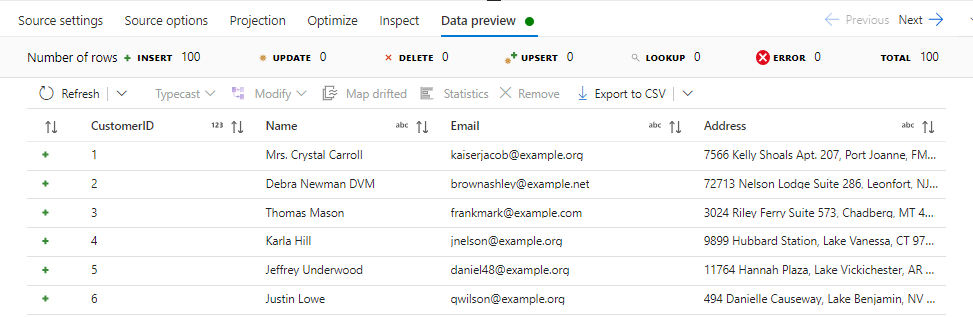 Source settings Source options Projection Optimize Inspect Data preview Previous Next
Number of rows INSERT 100 UPDATE 0 DELETE 0 UPSERT 0 LOOKUP 0 ERROR 0 TOTAL 100
Refresh Typecast Modify Map drifted Statistics Remove Export to CSV
CustomerID 123 Name abc Email abc Address abc
1 Mrs. Crystal Carroll kaiserjacob@example.org 7566 Kelly Shoals Apt. 207, Port Joanne, FM...
2 Debra Newman DVM brownashley@example.net 72713 Nelson Lodge Suite 286, Leonfort, NJ...
3 Thomas Mason frankmark@example.com 3024 Riley Ferry Suite 573, Chadberg, MT 4...
4 Karla Hill jnelson@example.org 9899 Hubbard Station, Lake Vanessa, CT 97...
5 Jeffrey Underwood daniel48@example.org 11764 Hannah Plaza, Lake Vickichester, AR ...
6 Justin Lowe qwilson@example.org 494 Danielle Causeway, Lake Benjamin, NV ...